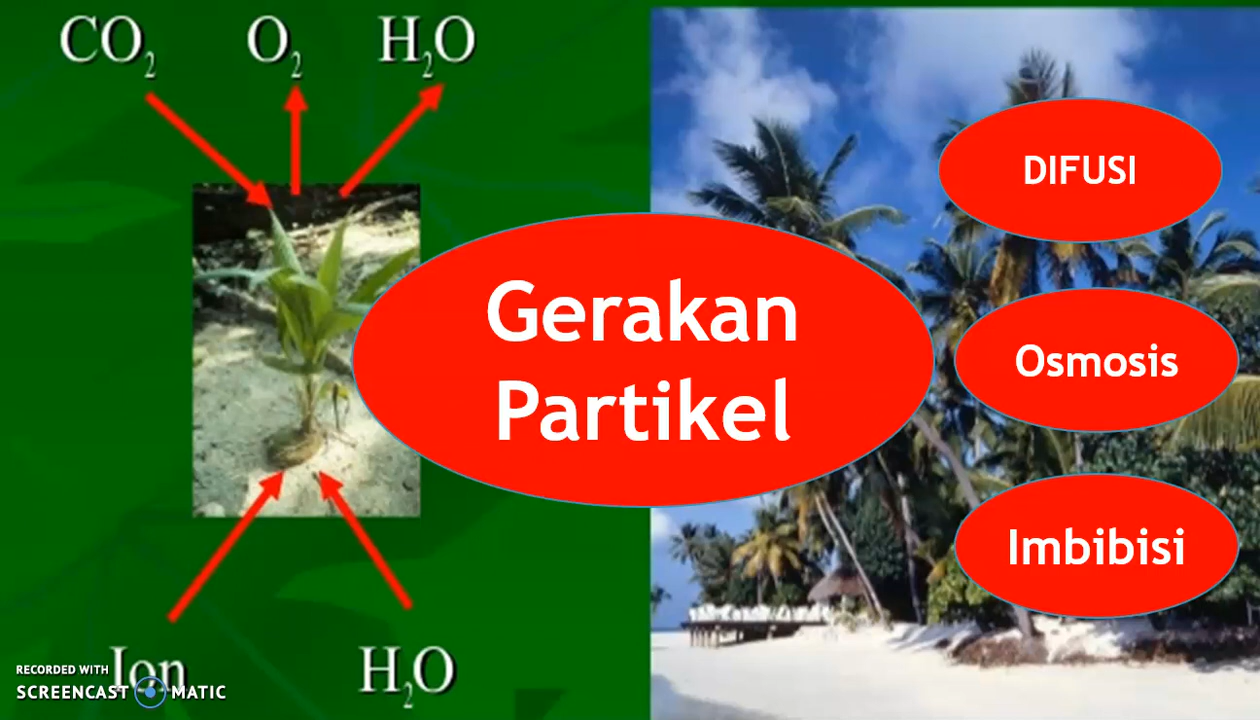 CO₂
O₂
H₂O
DIFUSI
Gerakan
Partikel
Osmosis
Imbibisi
Ion
H₂O
RECORDED WITH
SCREENCAST MATIC